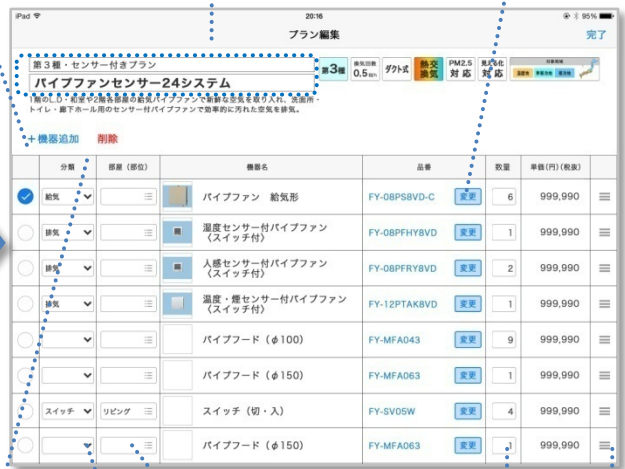 iPad
20:16
95%
プラン編集
完了
第3種・センサー付きプラン
パイプファンセンサー24システム
第3種
換気回数 0.5回/h
ダクト式
熱交換気
PM2.5対応
見える化対応
1階のL.D・和室や2階各部屋の給気パイプファンで新鮮な空気を取り入れ、洗面所・
トイレ・廊下ホール用のセンサー付パイプファンで効率的に汚れた空気を排気。
+機器追加 削除
分類 部屋(部位) 機器名 品番 数量 単価(円)(税抜)
給気 パイプファン 給気形 FY-08PS8VD-C 変更 6 999,990
排気 湿度センサー付パイプファン
〈スイッチ付〉 FY-08PFHY8VD 変更 1 999,990
排気 人感センサー付パイプファン
〈スイッチ付〉 FY-08PFRY8VD 変更 2 999,990
排気 温度・煙センサー付パイプファン
〈スイッチ付〉 FY-12PTAK8VD 変更 1 999,990
パイプフード(φ100) FY-MFA043 変更 9 999,990
パイプフード(φ150) FY-MFA063 変更 1 999,990
スイッチ リビング スイッチ(切・入) FY-SV05W 変更 4 999,990
パイプフード(φ150) FY-MFA063 変更 1 999,990